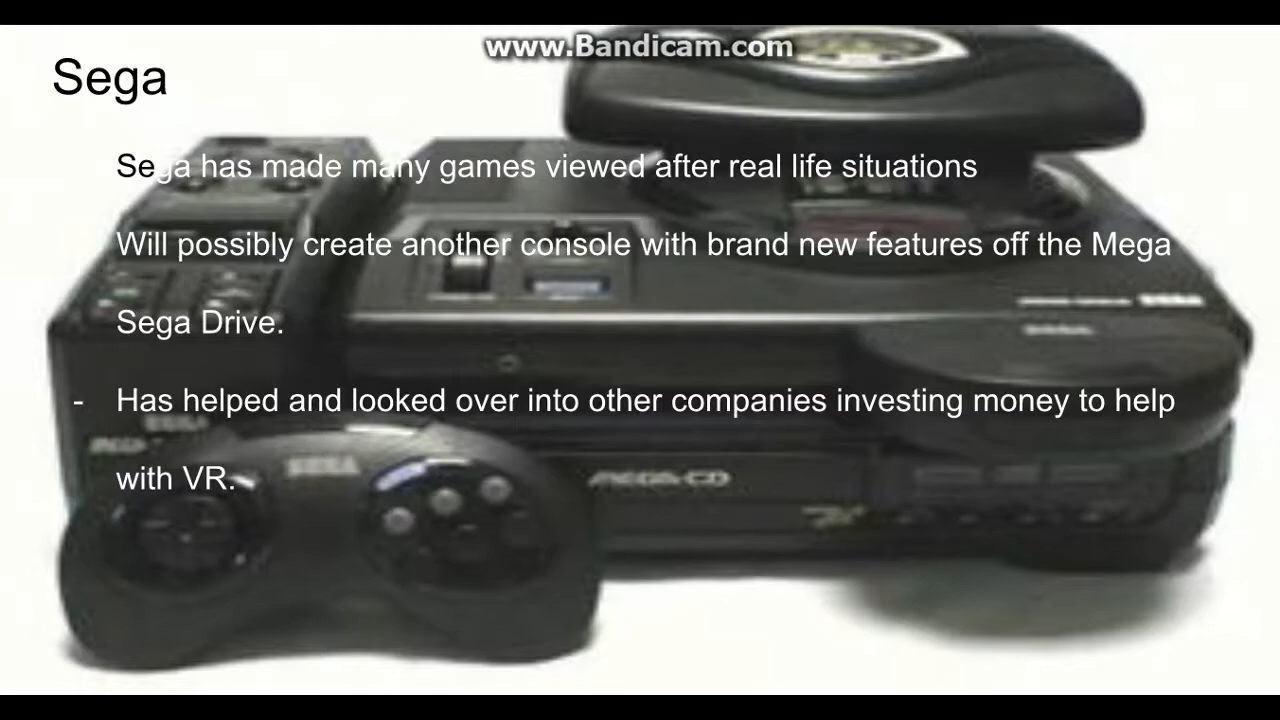 www.Bandicam.com
Sega
Sega has made many games viewed after real life situations
Will possibly create another console with brand new features off the Mega
Sega Drive.
- Has helped and looked over into other companies investing money to help
with VR.
SEGA
SEGA
MEGA-CD